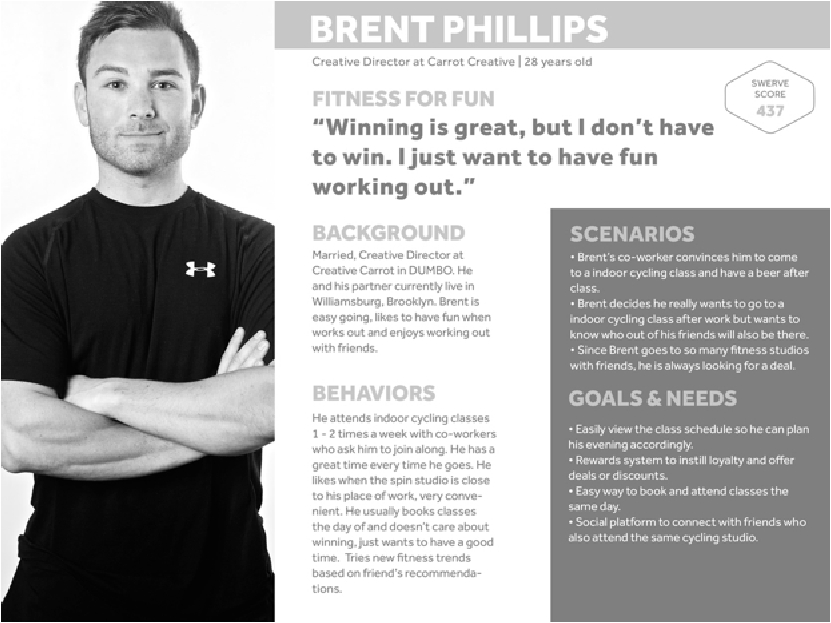 BRENT PHILLIPS
Creative Director at Carrot Creative | 28 years old
SWERVE
SCORE
437
FITNESS FOR FUN
“Winning is great, but I don’t have
to win. I just want to have fun
working out.”
BACKGROUND
Married, Creative Director at
Creative Carrot in DUMBO. He
and his partner currently live in
Williamsburg, Brooklyn. Brent is
easy going, likes to have fun when
works out and enjoys working out
with friends.
BEHAVIORS
He attends indoor cycling classes
1 - 2 times a week with co-workers
who ask him to join along. He has a
great time every time he goes. He
likes when the spin studio is close
to his place of work, very conve-
nient. He usually books classes
the day of and doesn’t care about
winning, just wants to have a good
time.  Tries new fitness trends
based on friend’s recommenda-
tions.
SCENARIOS
• Brent’s co-worker convinces him to come
to a indoor cycling class and have a beer after
class.
• Brent decides he really wants to go to a
indoor cycling class after work but wants to
know who out of his friends will also be there.
• Since Brent goes to so many fitness studios
with friends, he is always looking for a deal.
GOALS & NEEDS
• Easily view the class schedule so he can plan
his evening accordingly.
• Rewards system to instill loyalty and offer
deals or discounts.
• Easy way to book and attend classes the
same day.
• Social platform to connect with friends who
also attend the same cycling studio.